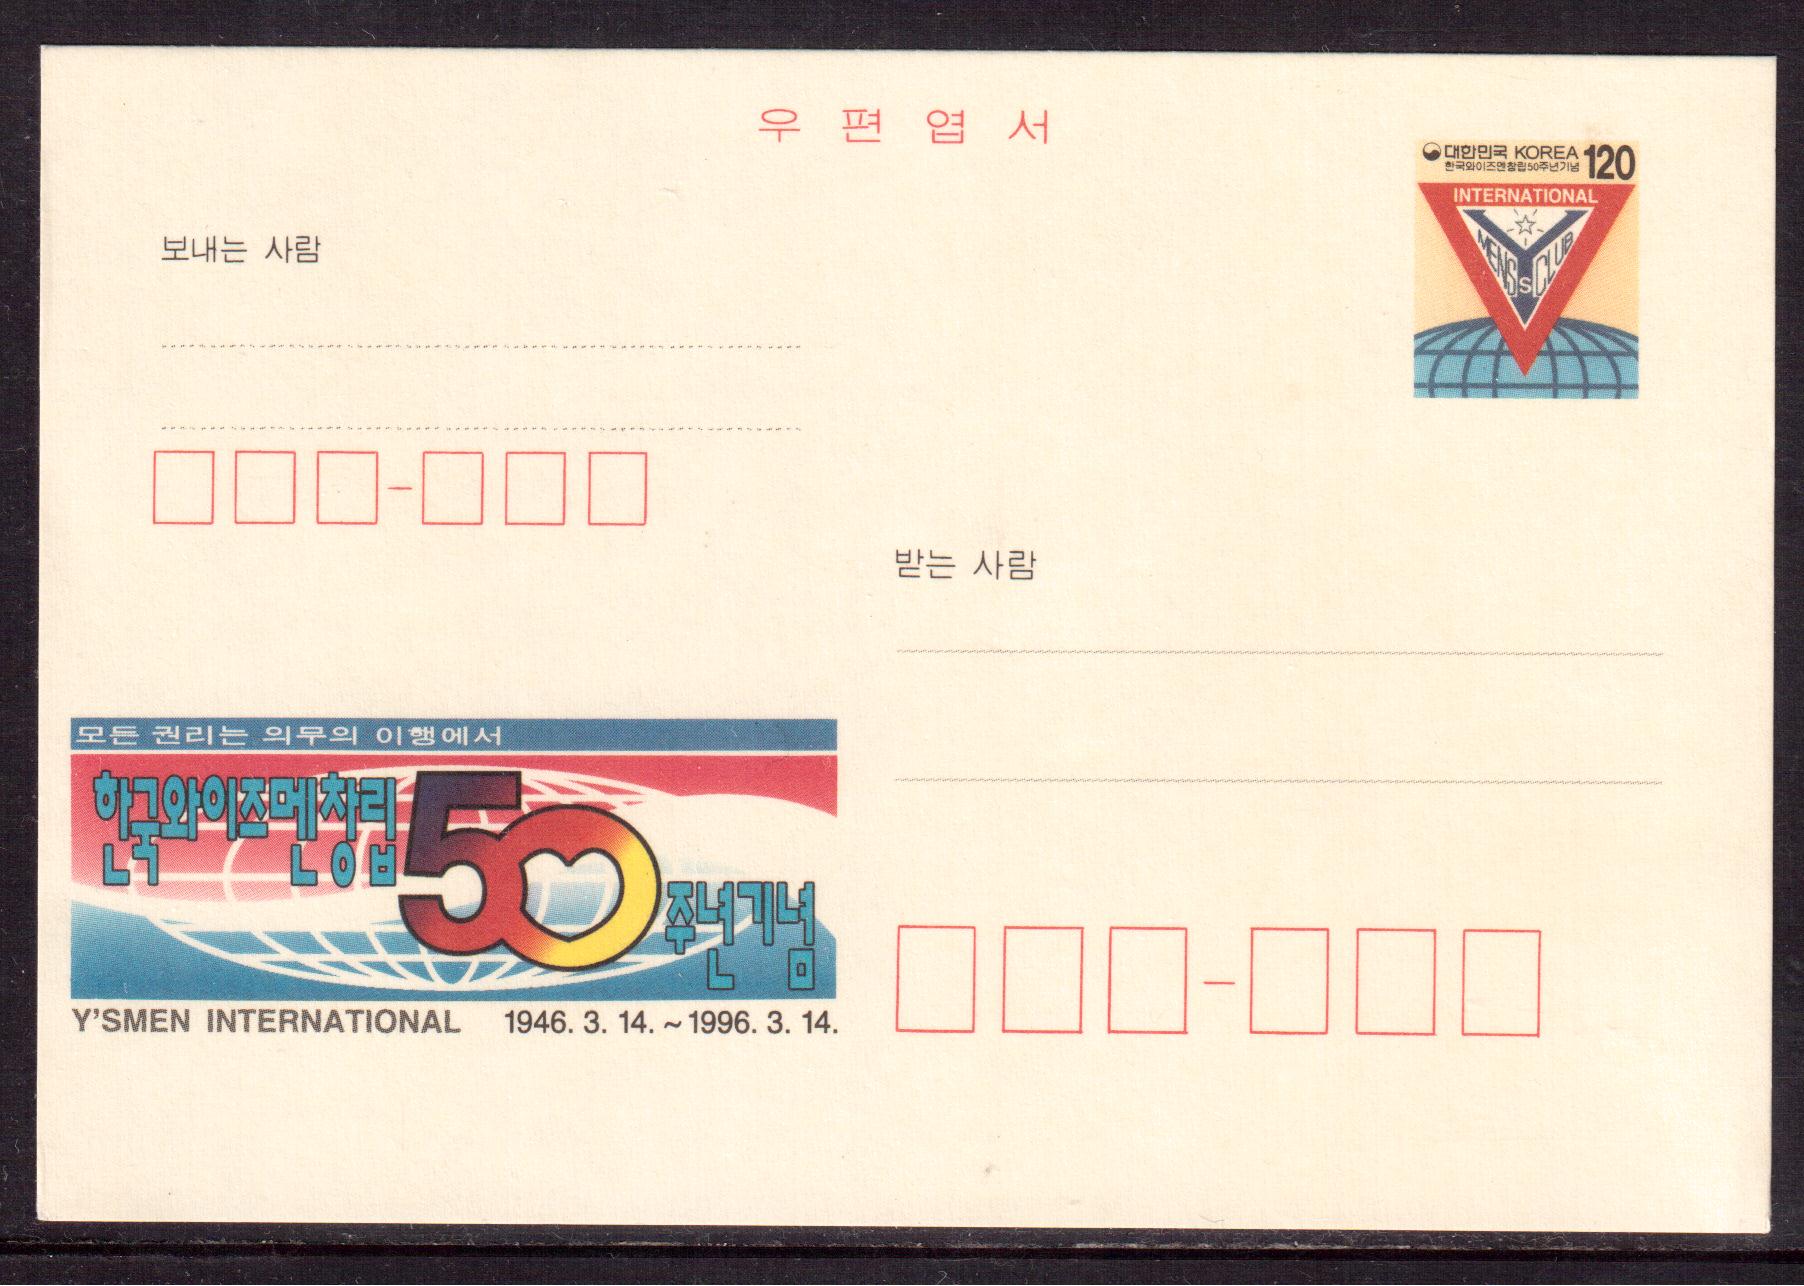 우편엽서
대한민국 KOREA 120
한국와이즈멘창립50주년기념
INTERNATIONAL
Y'S MENS CLUB
보내는 사람
받는 사람
모든 권리는 의무의 이행에서
한국와이즈멘창립 50 주년기념
Y'SMEN INTERNATIONAL 1946. 3. 14. ~ 1996. 3. 14.